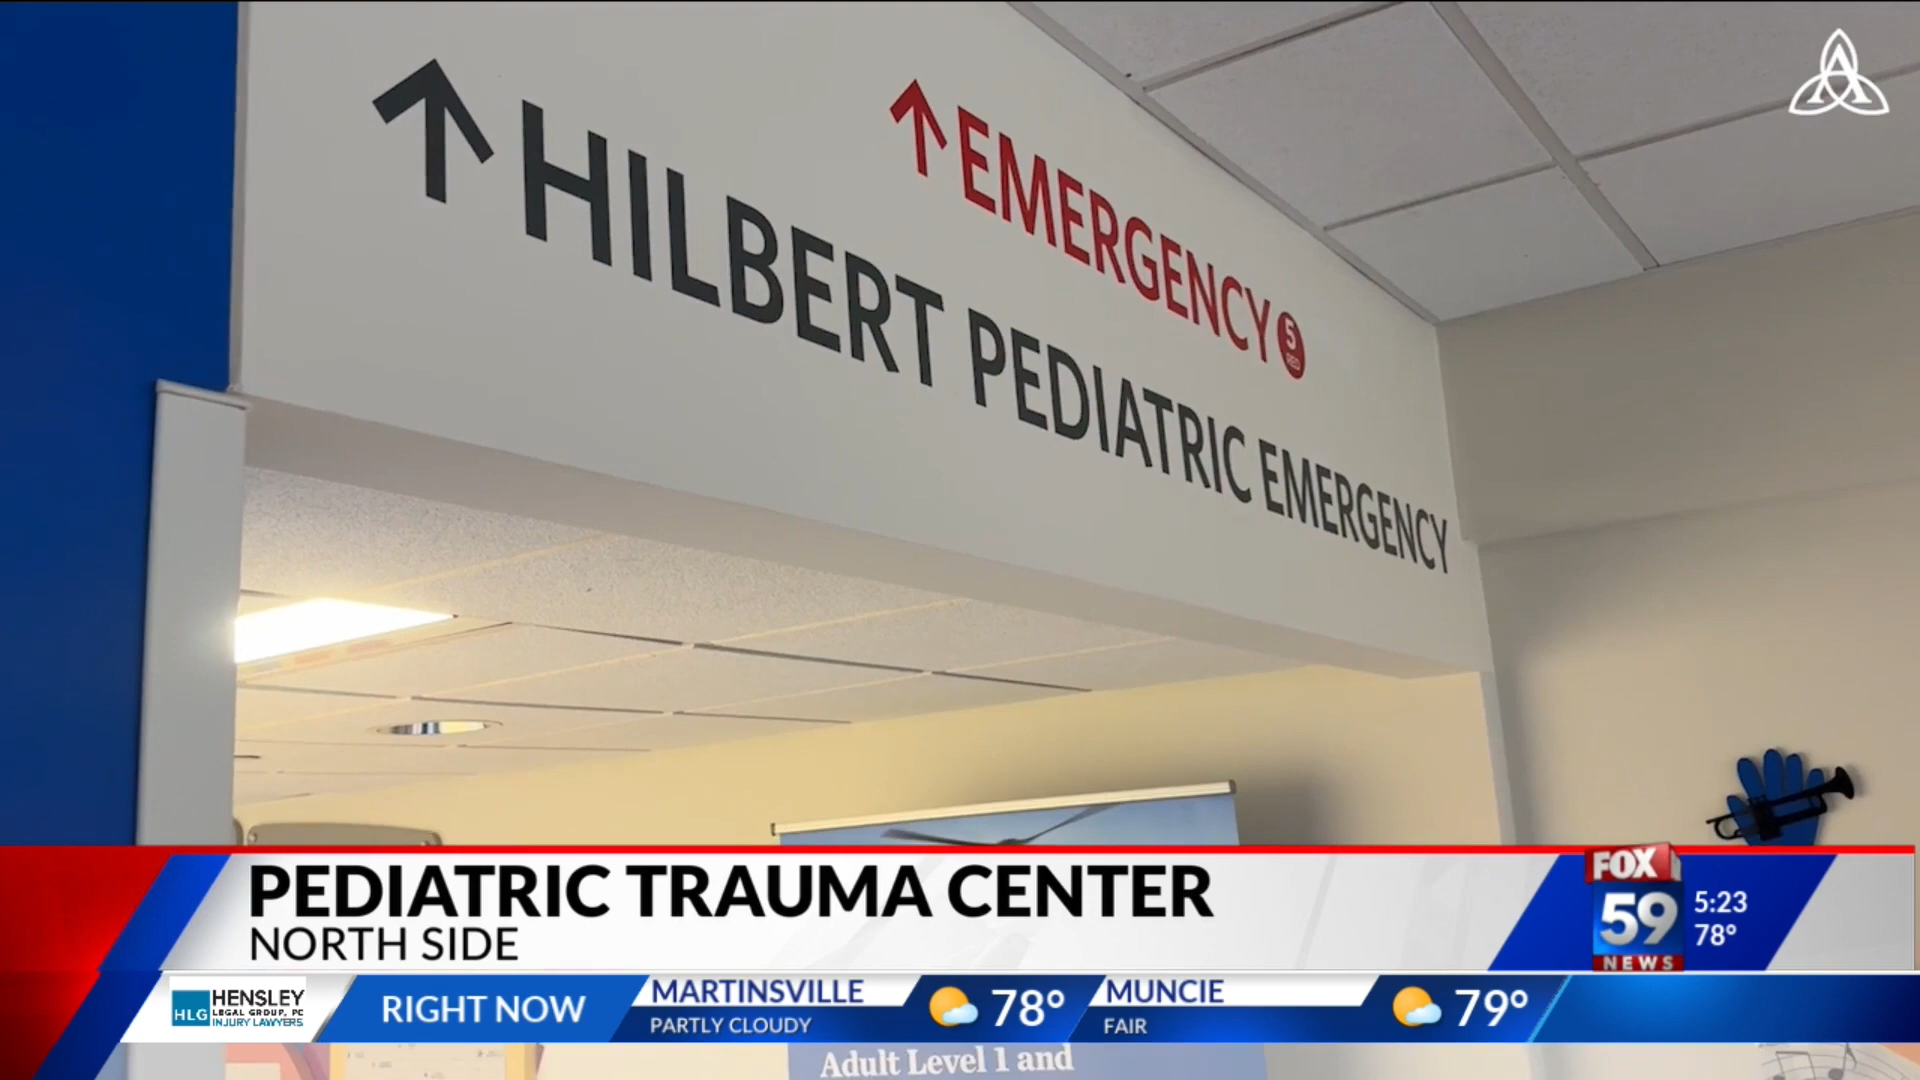 ↑ EMERGENCY 5 RED
↑ HILBERT PEDIATRIC EMERGENCY
PEDIATRIC TRAUMA CENTER
NORTH SIDE
FOX
59
NEWS
5:23
78°
HLG HENSLEY
LEGAL GROUP, PC
INJURY LAWYERS
RIGHT NOW
MARTINSVILLE
PARTLY CLOUDY
78°
MUNCIE
FAIR
79°
Adult Level 1 and